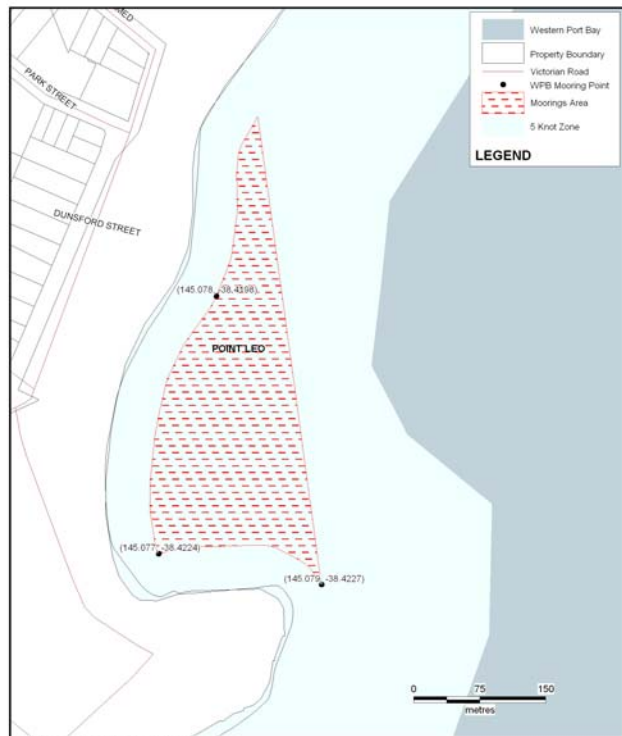 Western Port Bay
Property Boundary
Victorian Road
WPB Mooring Point
Moorings Area
5 Knot Zone
LEGEND
PARK STREET
DUNSFORD STREET
(145.078, -38.4198)
POINT LEO
(145.077, -38.4224)
(145.079, -38.4227)
0 75 150
metres